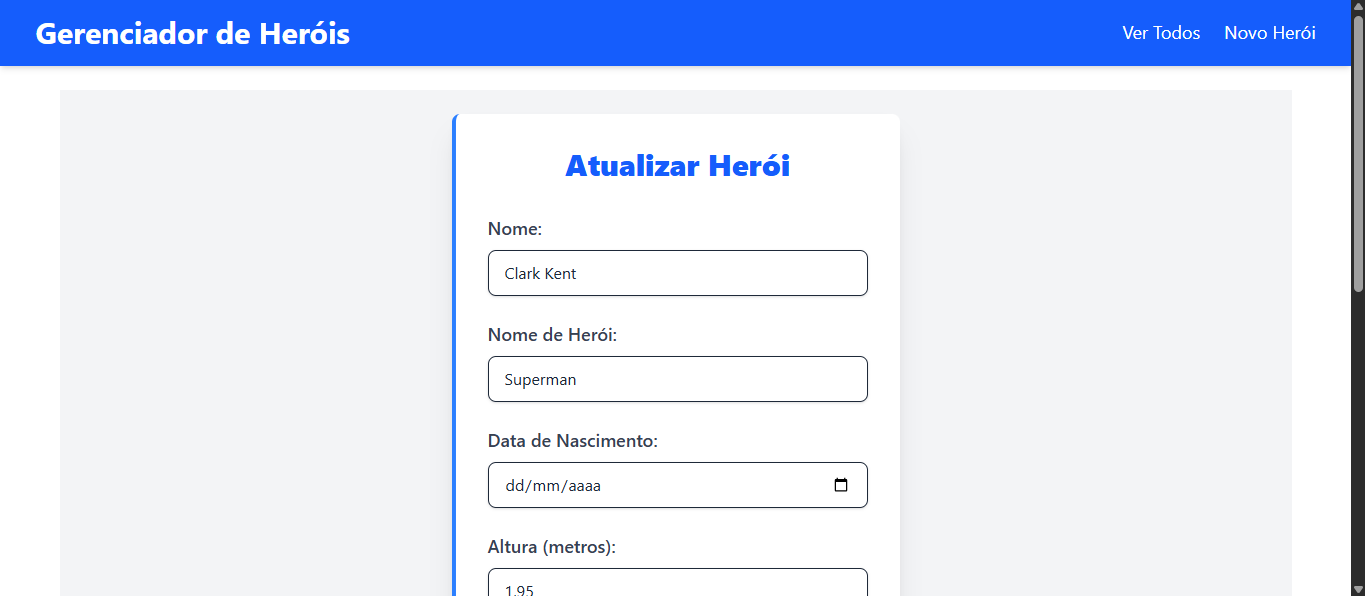 Gerenciador de Heróis
Ver Todos
Novo Herói
Atualizar Herói
Nome:
Clark Kent
Nome de Herói:
Superman
Data de Nascimento:
dd/mm/aaaa
Altura (metros):
1.95